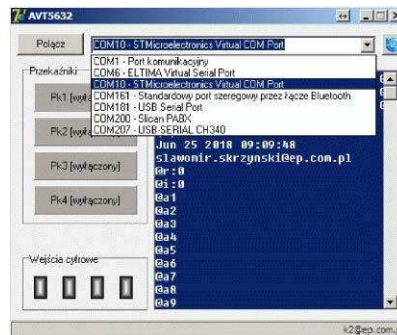 AVT5632
Połącz
COM10 - STMicroelectronics Virtual COM Port
COM1 - Port komunikacyjny
COM6 - ELTIMA Virtual Serial Port
COM10 - STMicroelectronics Virtual COM Port
COM161 - Standardowy port szeregowy przez łącze Bluetooth
COM181 - USB Serial Port
COM200 - Slican PABX
COM207 - USB-SERIAL CH340
Przekaźniki
Pk1
Pk2
Pk3 [wyłączony]
Pk4 [wyłączony]
Jun 25 2018 09:09:48
slawomir.skrzynski@ep.com.pl
@r:0
@i:0
@a1
@a2
@a3
@a4
@a5
@a6
@a7
@a8
@a9
Wejścia cyfrowe
k2@ep.com.